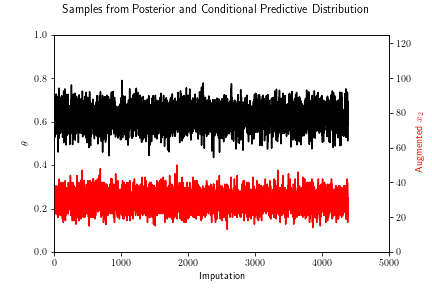 Samples from Posterior and Conditional Predictive Distribution
1.0
0.8
0.6
0.4
0.2
0.0
θ
0 1000 2000 3000 4000 5000
Imputation
120
100
80
60
40
20
0
Augmented x₂